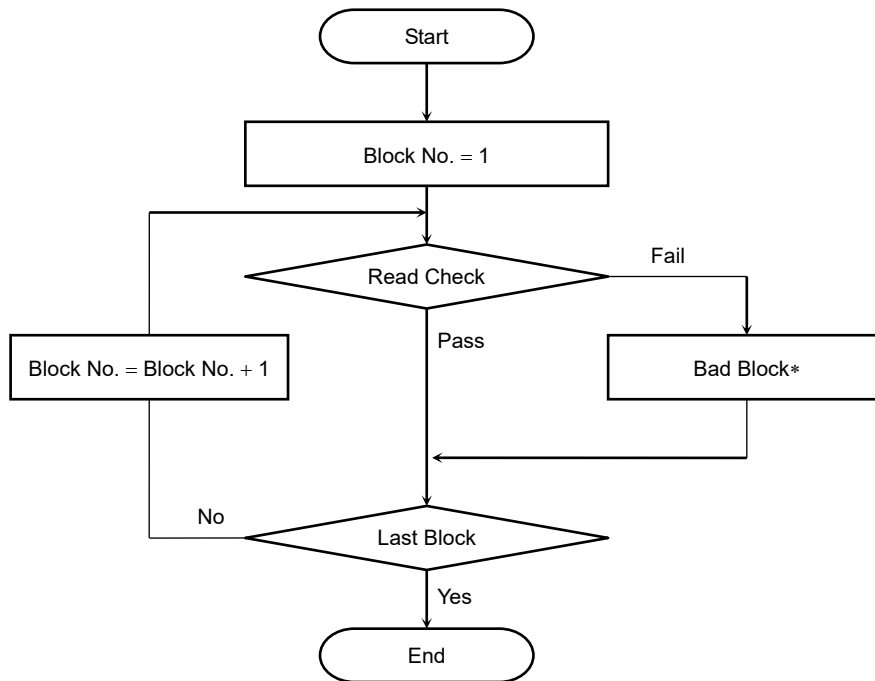 Start
Block No. = 1
Read Check
Fail
Pass
Block No. = Block No. + 1
Bad Block*
No
Last Block
Yes
End